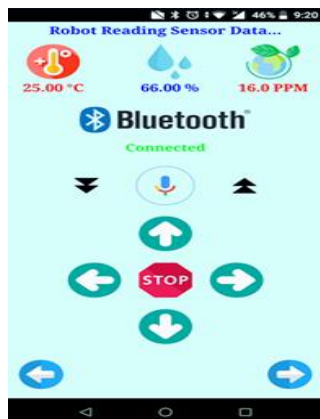 46% 9:20
Robot Reading Sensor Data...
25.00 °C 66.00 % 16.0 PPM
Bluetooth
Connected
STOP